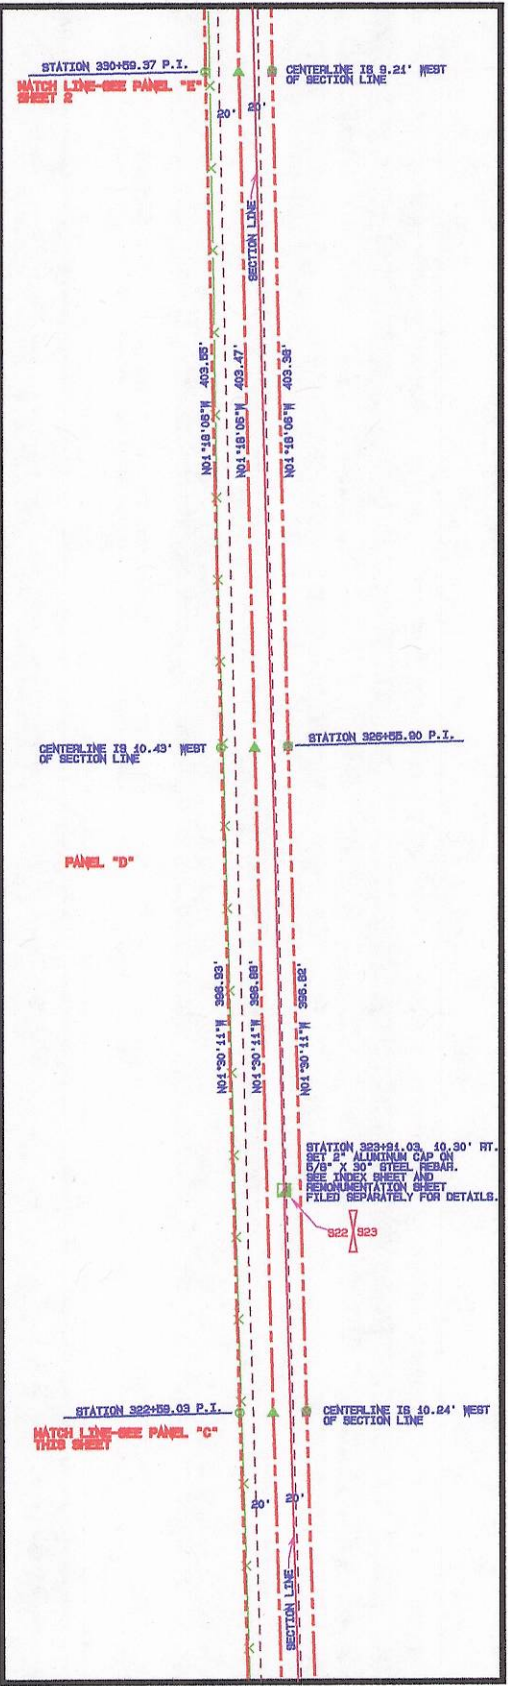 STATION 330+59.37 P.I.
MATCH LINE-SEE PANEL "E"
SHEET 2
CENTERLINE IS 9.21' WEST
OF SECTION LINE
20'
20'
SECTION LINE
N01°16'06"W 403.55'
N01°16'06"W 403.47'
N01°16'06"W 403.38'
CENTERLINE IS 10.43' WEST
OF SECTION LINE
STATION 326+55.90 P.I.
PANEL "D"
N01°30'11"W 396.93'
N01°30'11"W 396.88'
N01°30'11"W 396.82'
STATION 323+91.03, 10.30' RT.
SET 2" ALUMINUM CAP ON
5/8" X 30" STEEL REBAR.
SEE INDEX SHEET AND
REMONUMENTATION SHEET
FILED SEPARATELY FOR DETAILS.
S22 S23
STATION 322+59.03 P.I.
MATCH LINE-SEE PANEL "C"
THIS SHEET
CENTERLINE IS 10.24' WEST
OF SECTION LINE
20'
20'
SECTION LINE